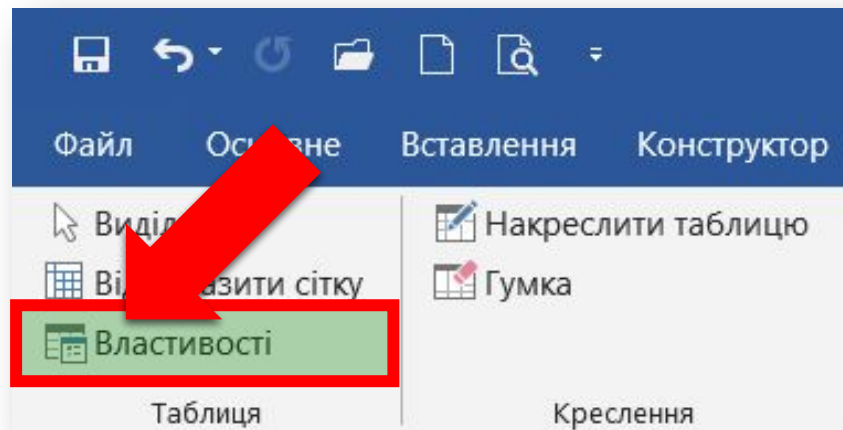 Файл Вставлення Конструктор
Накреслити таблицю
сітку Гумка
Властивості
Таблиця Креслення